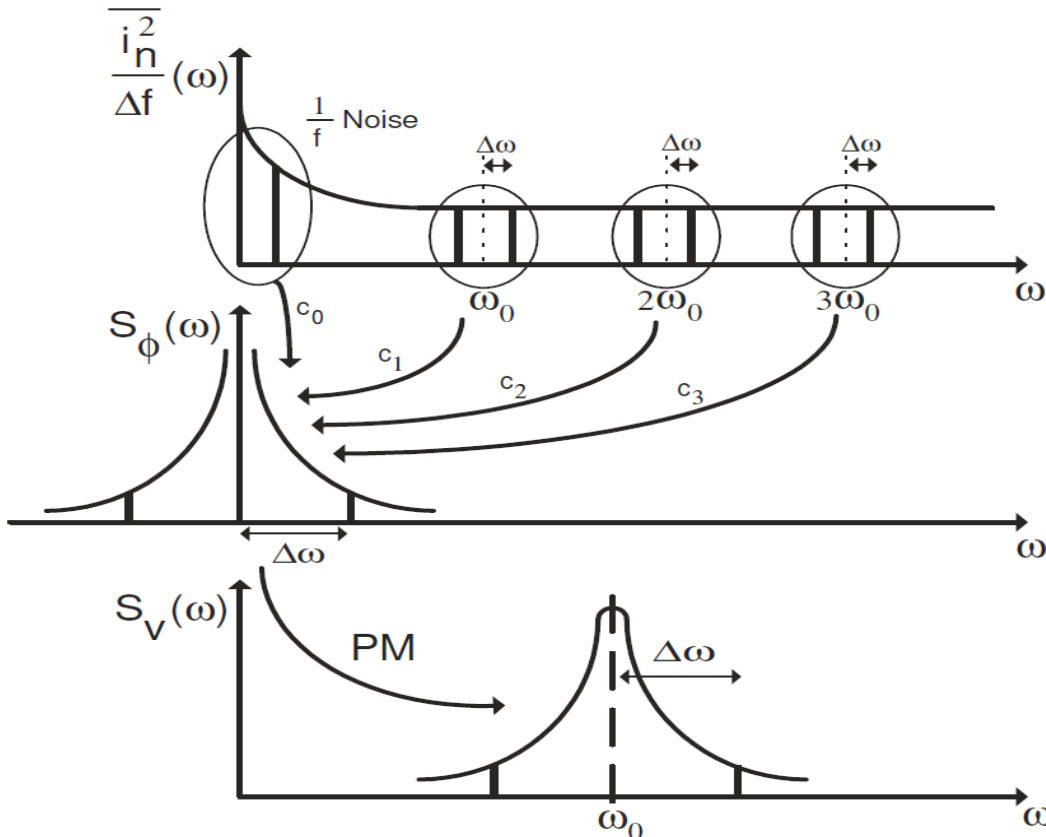 i_n^2/Δf (ω)
1/f Noise
Δω Δω Δω
ω
ω0 2ω0 3ω0
c0
Sϕ(ω)
c1
c2
c3
Δω
ω
Sv(ω)
PM
Δω
ω0
ω